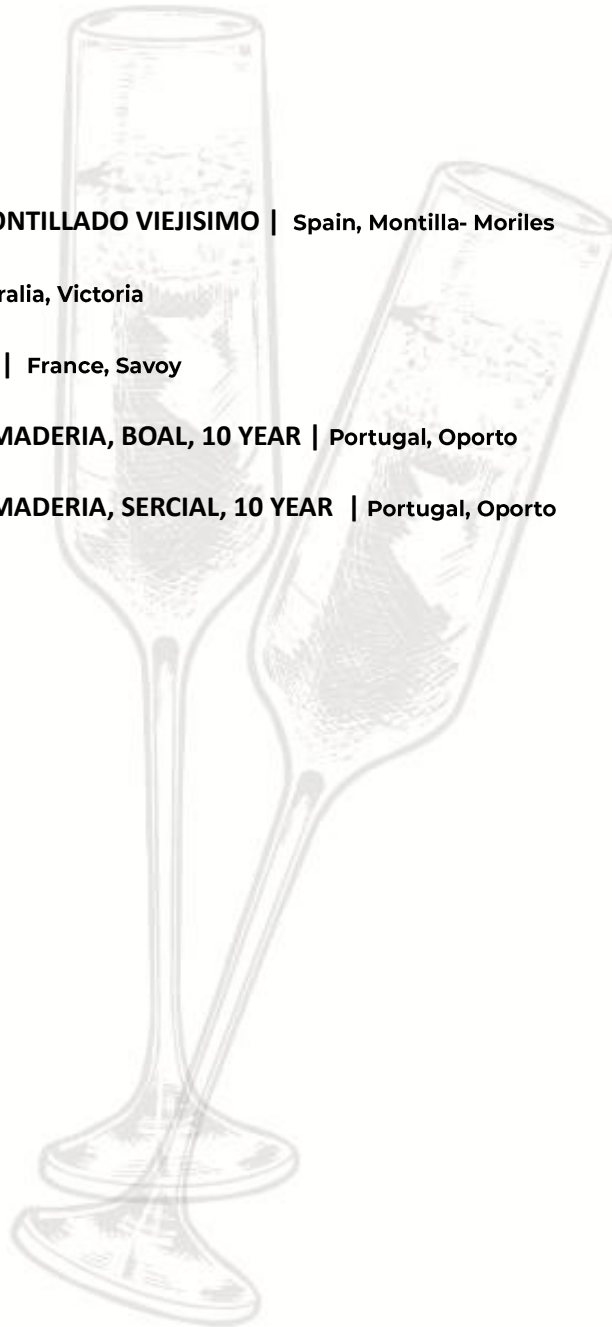 ONTILLADO VIEJISIMO | Spain, Montilla- Moriles
ralia, Victoria
| France, Savoy
MADERIA, BOAL, 10 YEAR | Portugal, Oporto
MADERIA, SERCIAL, 10 YEAR | Portugal, Oporto